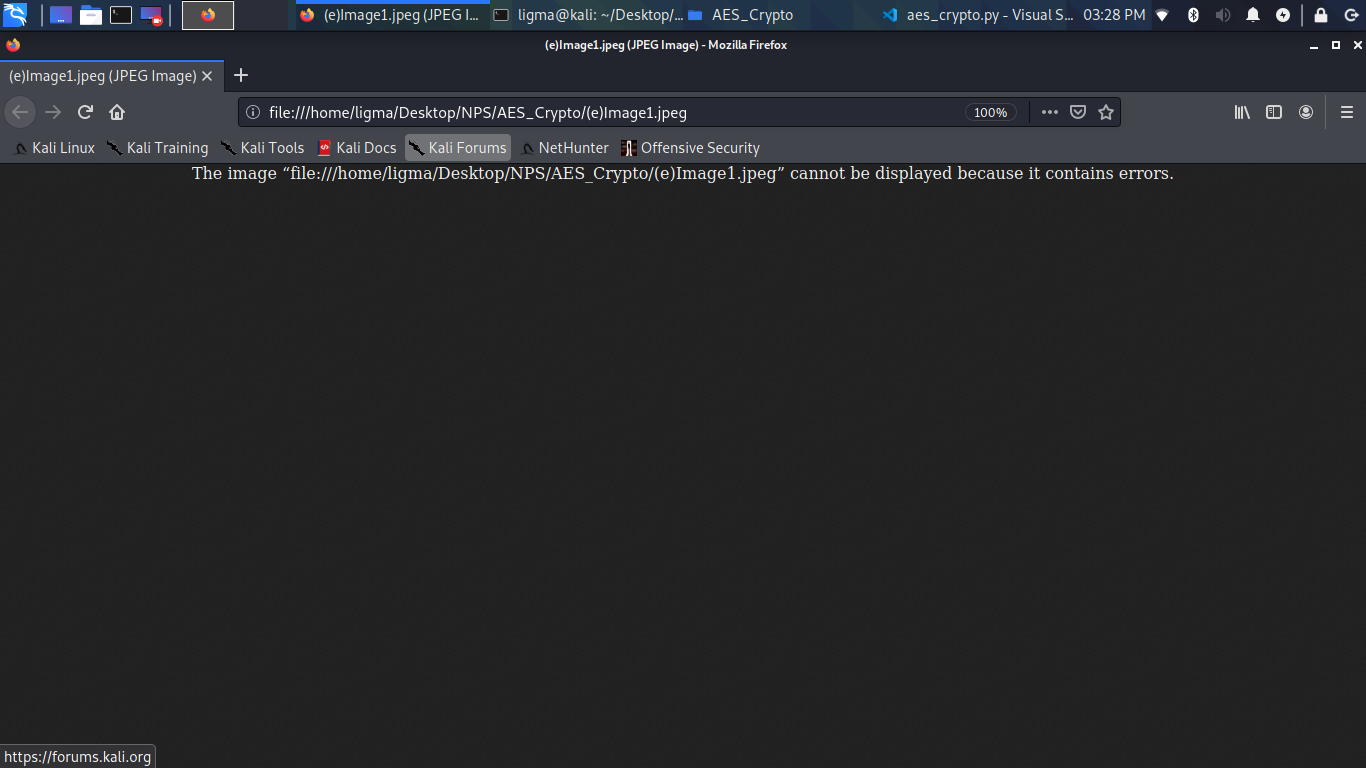 (e)Image1.jpeg (JPEG I... ligma@kali: ~/Desktop/... AES_Crypto aes_crypto.py - Visual S... 03:28 PM
(e)Image1.jpeg (JPEG Image) - Mozilla Firefox
(e)Image1.jpeg (JPEG Image)
file:///home/ligma/Desktop/NPS/AES_Crypto/(e)Image1.jpeg 100%
Kali Linux Kali Training Kali Tools Kali Docs Kali Forums NetHunter Offensive Security
The image “file:///home/ligma/Desktop/NPS/AES_Crypto/(e)Image1.jpeg” cannot be displayed because it contains errors.
https://forums.kali.org